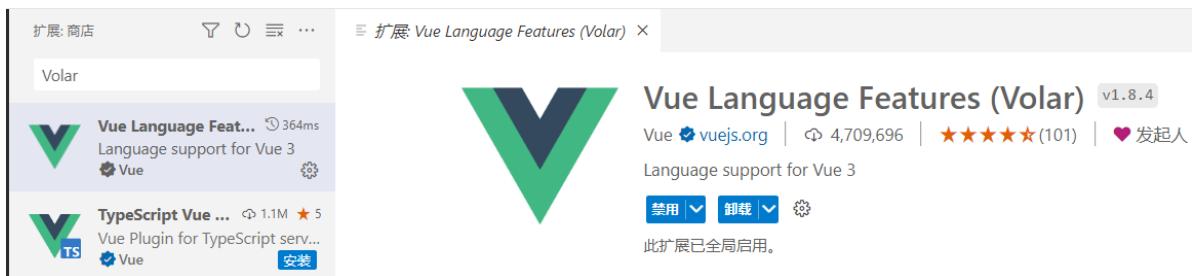 扩展: 商店
Volar
Vue Language Feat... 364ms
Language support for Vue 3
Vue
TypeScript Vue ... 1.1M ★ 5
Vue Plugin for TypeScript serv...
Vue 安装
TS
扩展: Vue Language Features (Volar)
Vue Language Features (Volar) v1.8.4
Vue vuejs.org | 4,709,696 | (101) | 发起人
Language support for Vue 3
禁用 卸载
此扩展已全局启用。